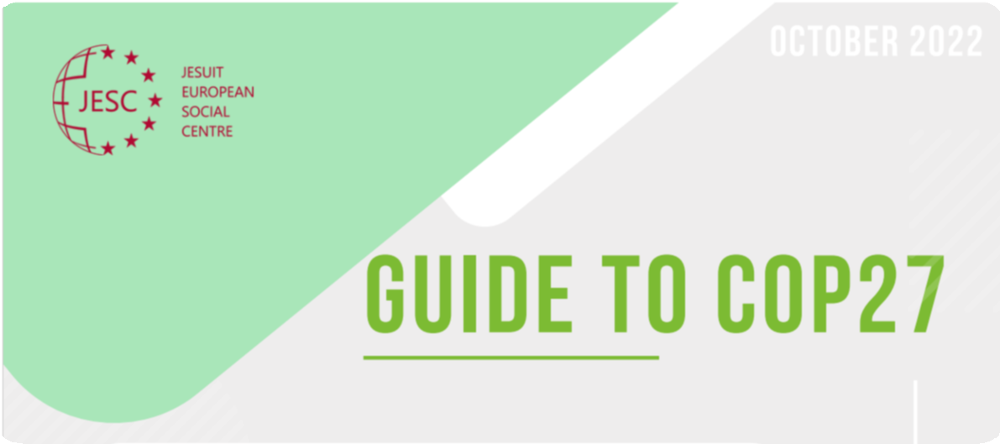 OCTOBER 2022
JESC
JESUIT
EUROPEAN
SOCIAL
CENTRE
GUIDE TO COP27